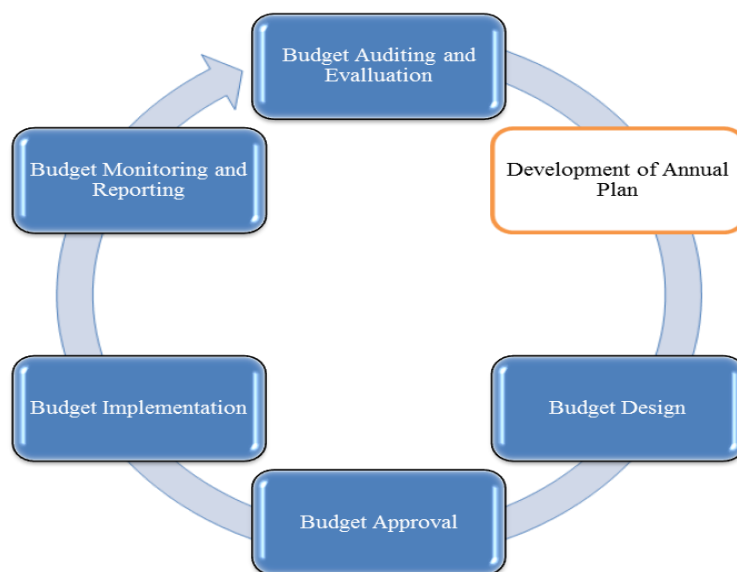 Budget Auditing and
Evalluation
Development of Annual
Plan
Budget Design
Budget Approval
Budget Implementation
Budget Monitoring and
Reporting